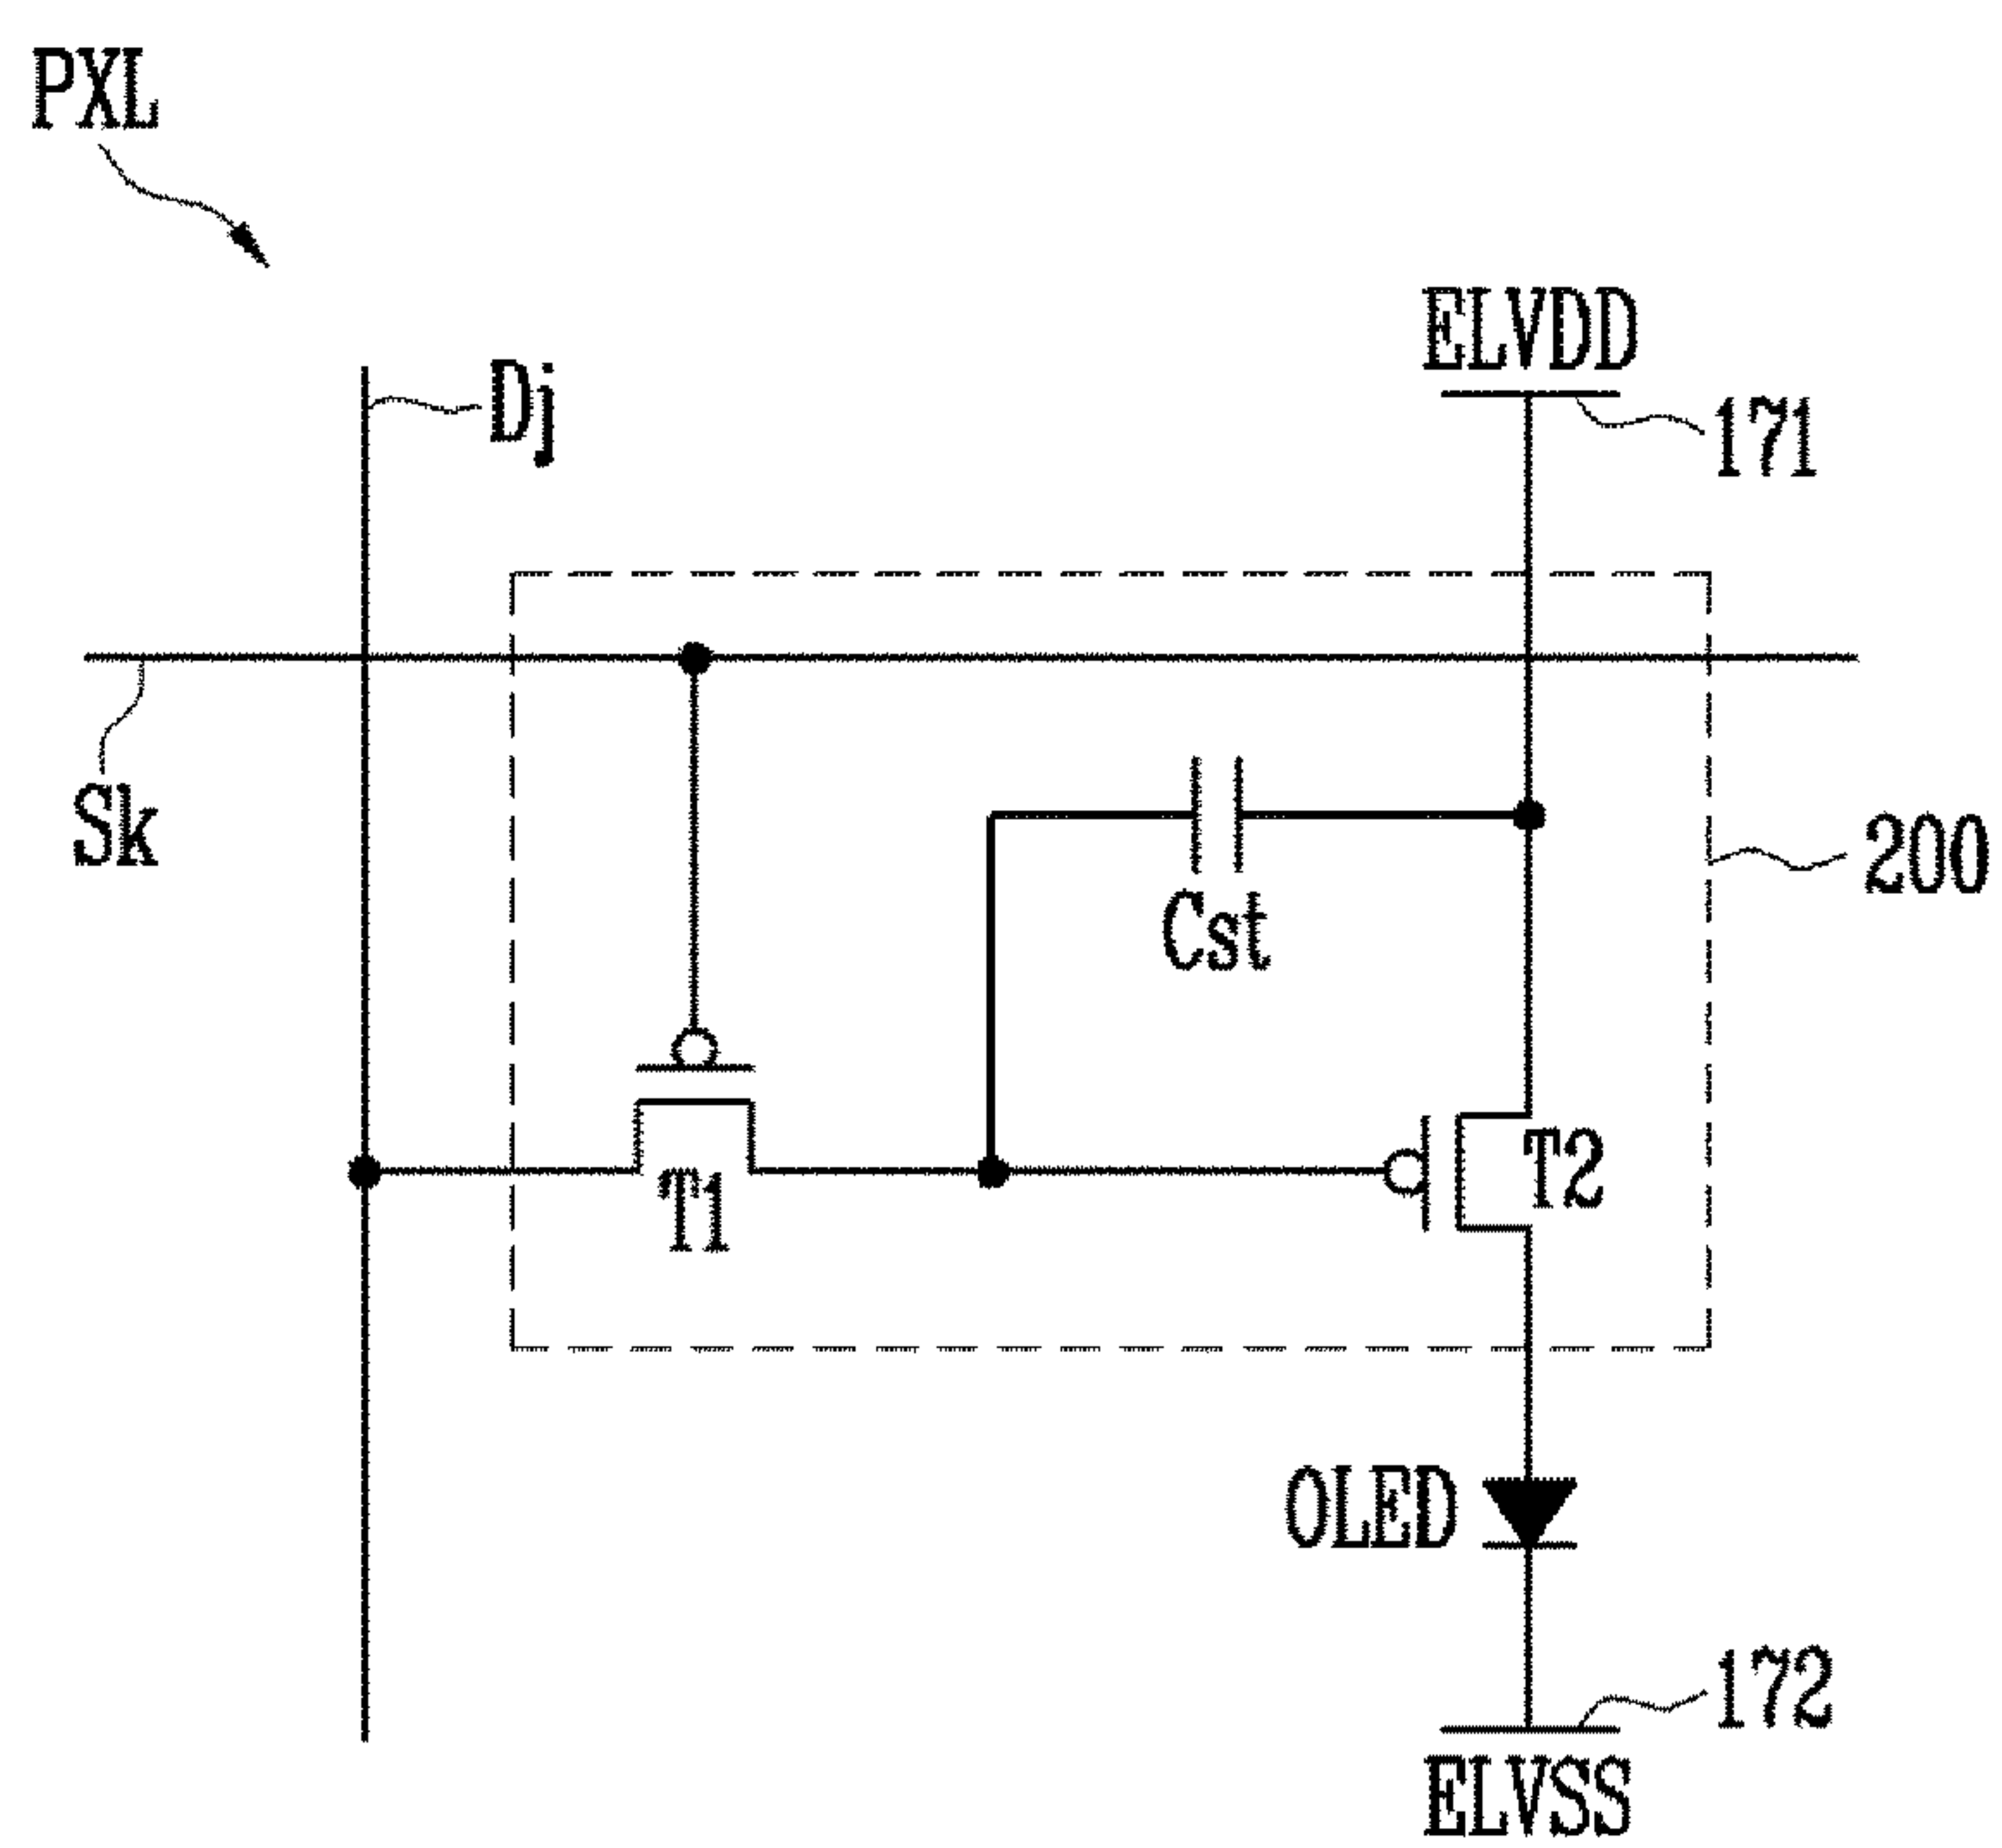 PXL
ELVDD
Dj
171
Sk
200
Cst
T1
T2
OLED
172
ELVSS